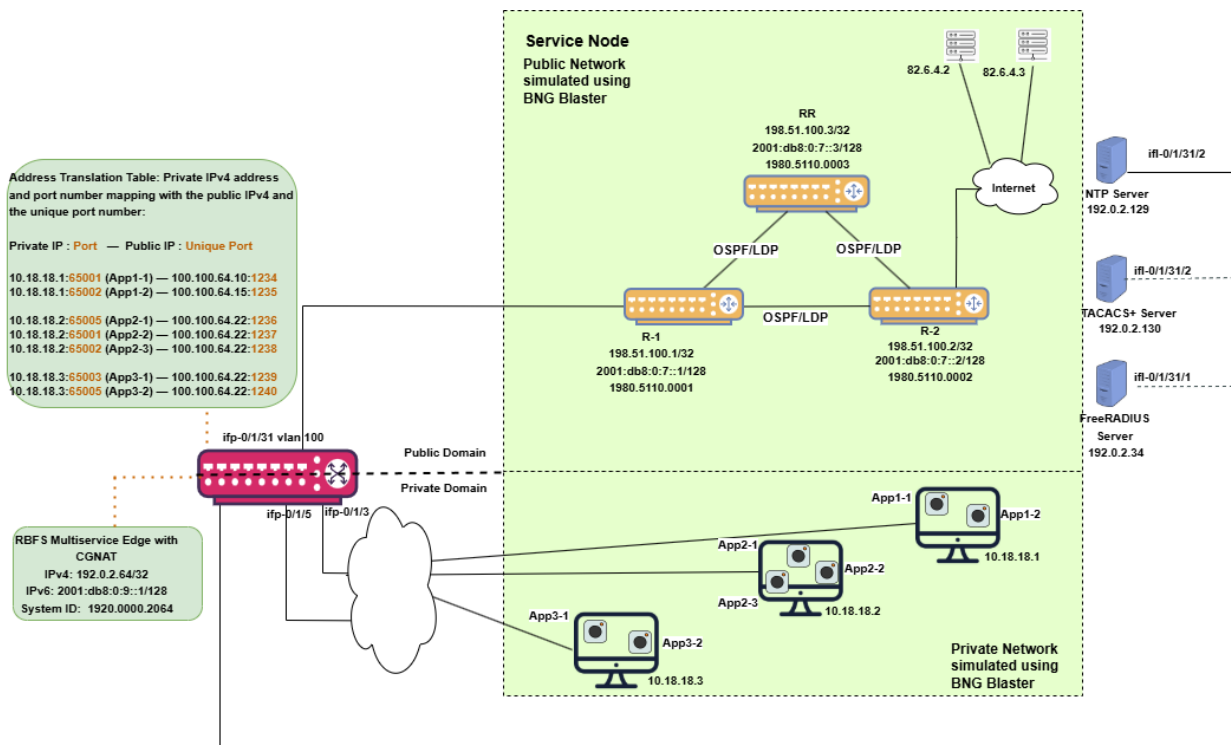 Service Node
Public Network
simulated using
BNG Blaster
82.6.4.2
82.6.4.3
RR
198.51.100.3/32
2001:db8:0:7::3/128
1980.5110.0003
Internet
ifl-0/1/31/2
NTP Server
192.0.2.129
Address Translation Table: Private IPv4 address
and port number mapping with the public IPv4 and
the unique port number:
Private IP : Port — Public IP : Unique Port
10.18.18.1:65001 (App1-1) — 100.100.64.10:1234
10.18.18.1:65002 (App1-2) — 100.100.64.15:1235
10.18.18.2:65005 (App2-1) — 100.100.64.22:1236
10.18.18.2:65001 (App2-2) — 100.100.64.22:1237
10.18.18.2:65002 (App2-3) — 100.100.64.22:1238
10.18.18.3:65003 (App3-1) — 100.100.64.22:1239
10.18.18.3:65005 (App3-2) — 100.100.64.22:1240
OSPF/LDP
OSPF/LDP
OSPF/LDP
R-1
198.51.100.1/32
2001:db8:0:7::1/128
1980.5110.0001
R-2
198.51.100.2/32
2001:db8:0:7::2/128
1980.5110.0002
ifl-0/1/31/2
TACACS+ Server
192.0.2.130
ifl-0/1/31/1
FreeRADIUS
Server
192.0.2.34
ifp-0/1/31 vlan 100
Public Domain
Private Domain
ifp-0/1/5
ifp-0/1/3
RBFS Multiservice Edge with
CGNAT
IPv4: 192.0.2.64/32
IPv6: 2001:db8:0:9::1/128
System ID: 1920.0000.2064
App1-1
App1-2
10.18.18.1
App2-1
App2-2
App2-3
10.18.18.2
App3-1
App3-2
10.18.18.3
Private Network
simulated using
BNG Blaster